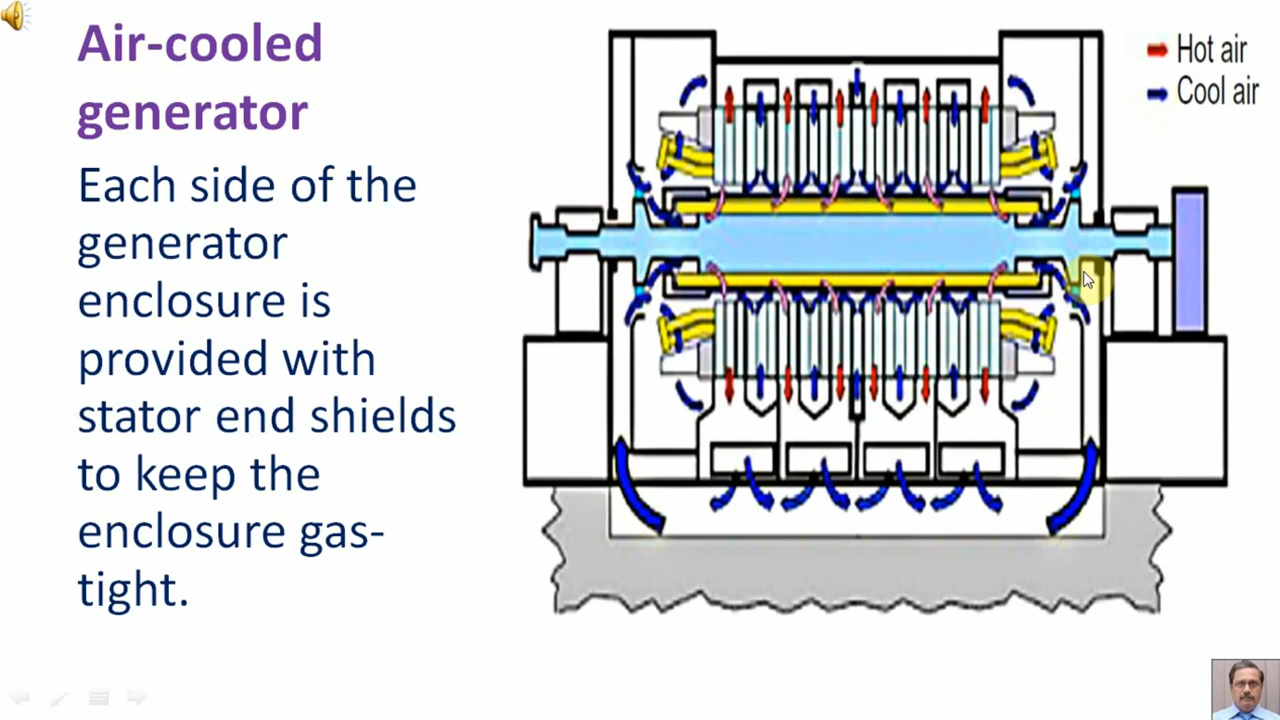 Air-cooled
generator
Each side of the
generator
enclosure is
provided with
stator end shields
to keep the
enclosure gas-
tight.
Hot air
Cool air